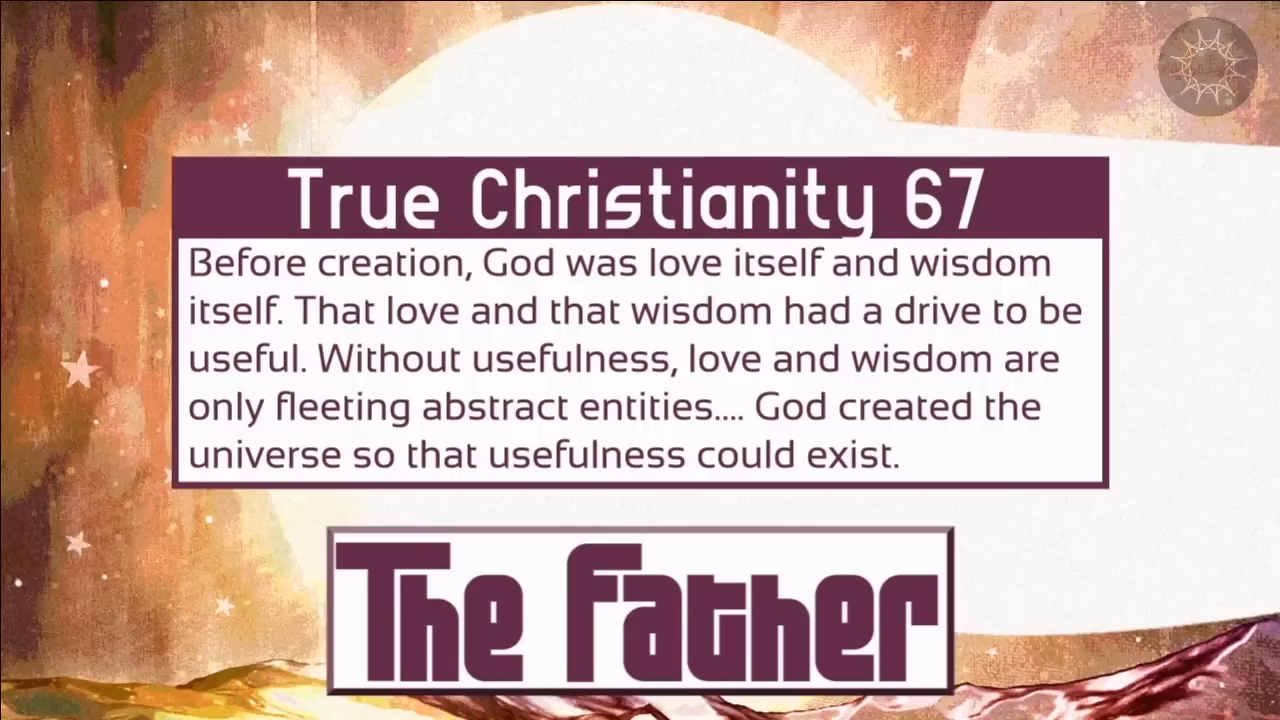 True Christianity 67
Before creation, God was love itself and wisdom
itself. That love and that wisdom had a drive to be
useful. Without usefulness, love and wisdom are
only fleeting abstract entities.... God created the
universe so that usefulness could exist.
The Father